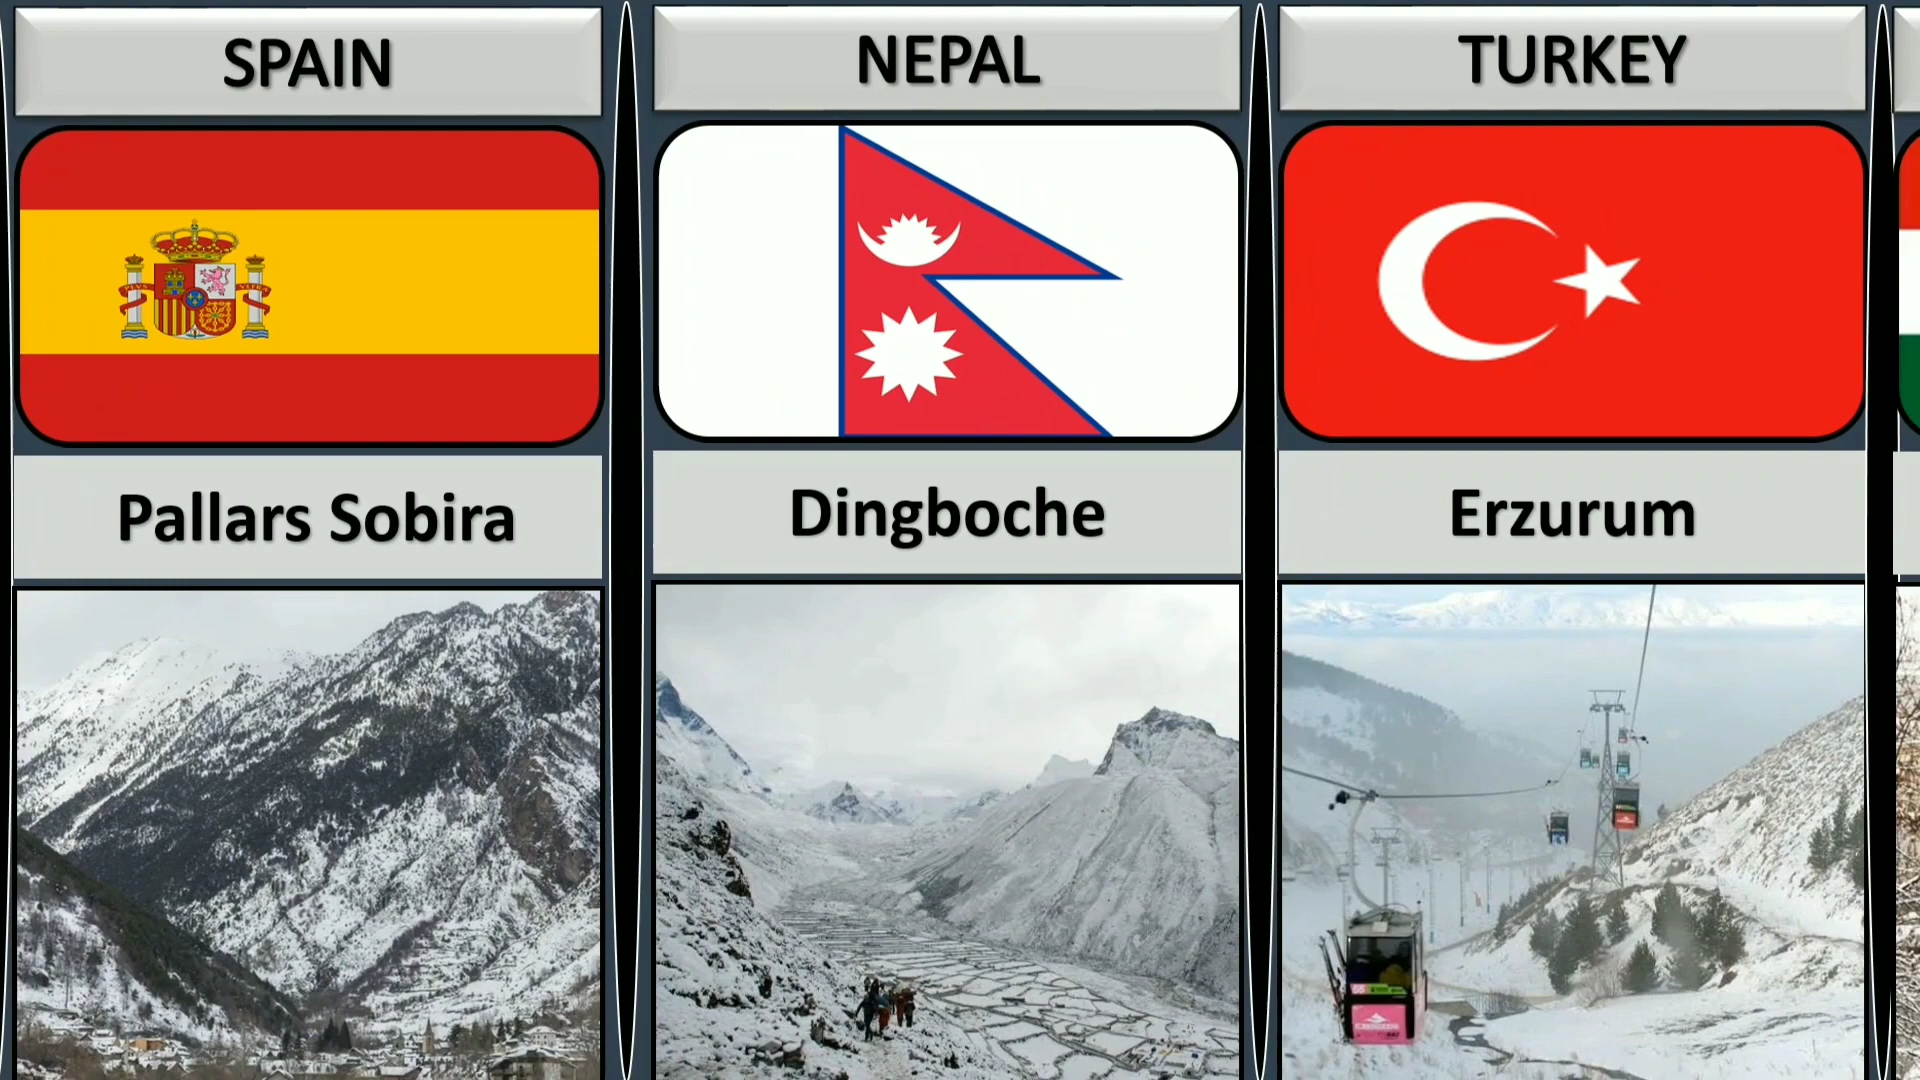 SPAIN
NEPAL
TURKEY
Pallars Sobira
Dingboche
Erzurum